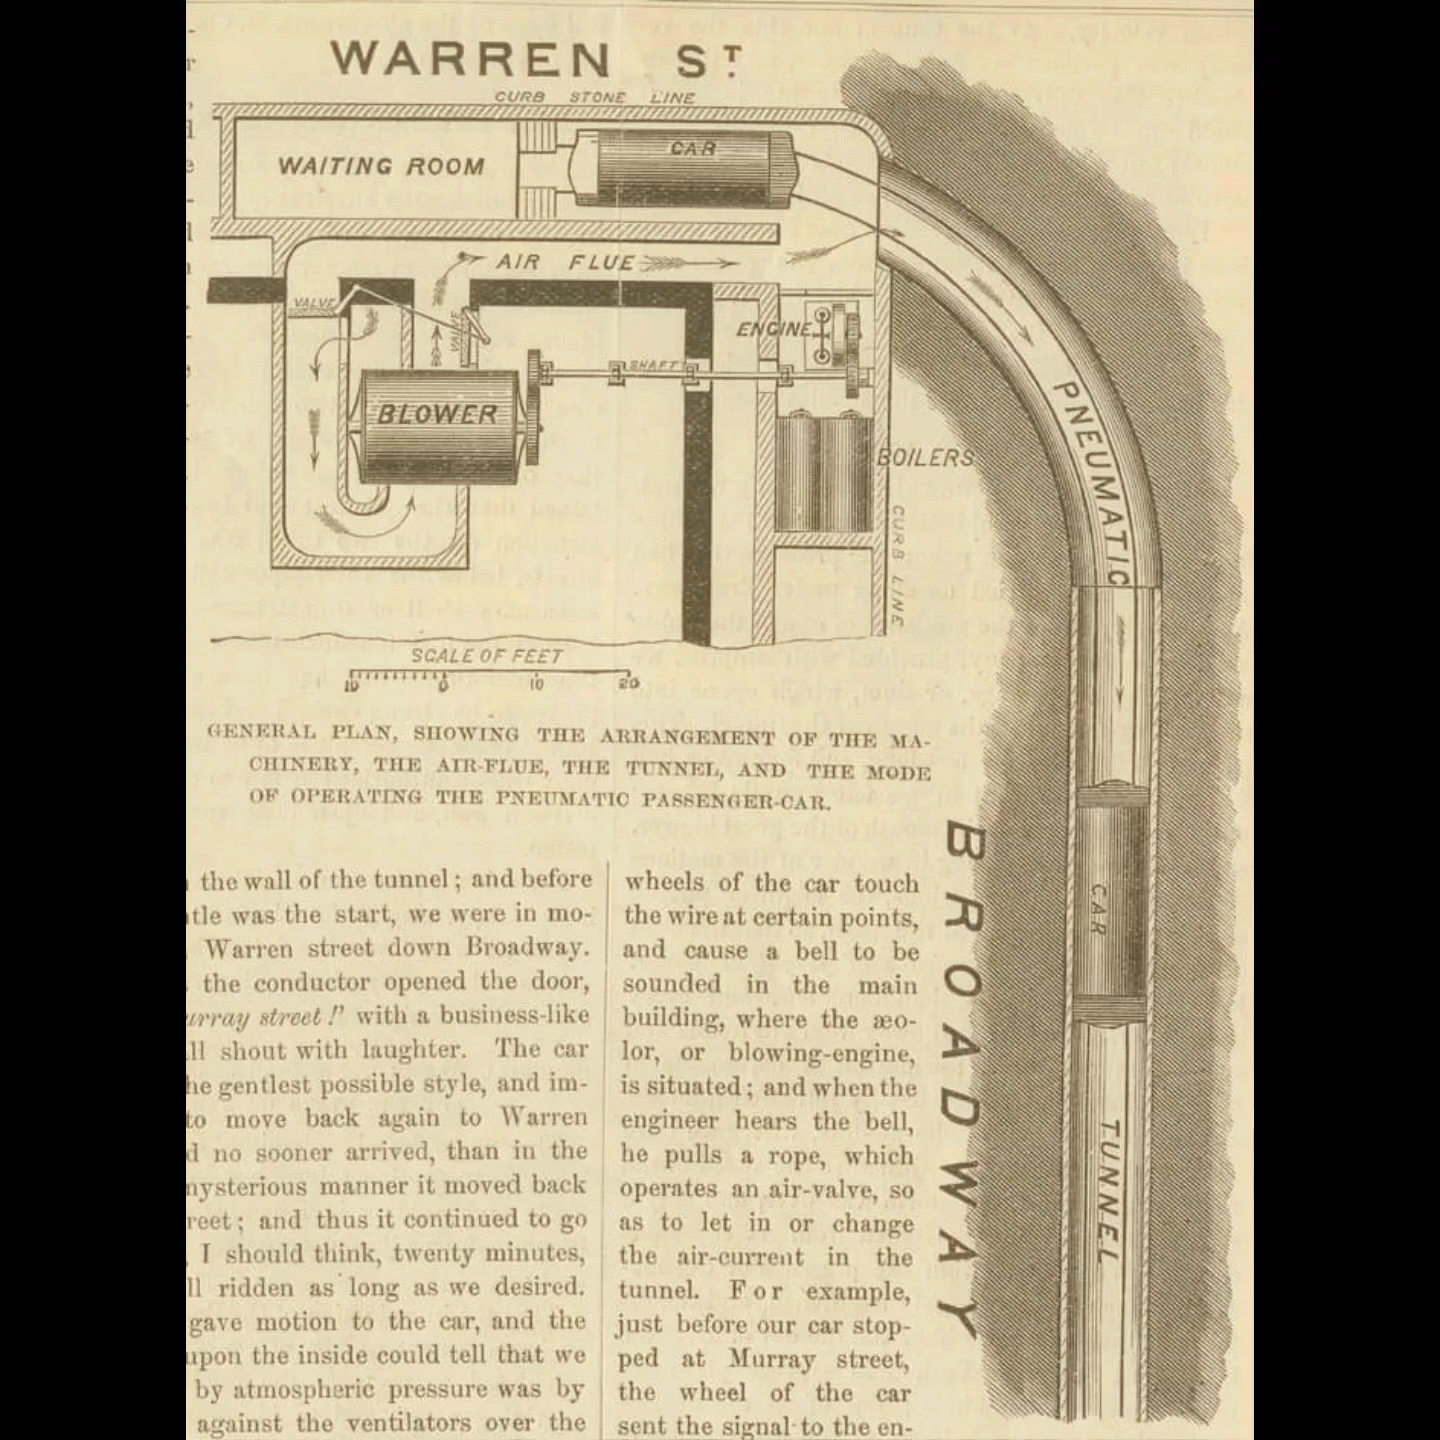 WARREN ST
CURB STONE LINE
WAITING ROOM
CAR
AIR FLUE
VALVE
VALVE
ENGINE
SHAFT
BLOWER
BOILERS
CURB LINE
PNEUMATIC
CAR
TUNNEL
BROADWAY
SCALE OF FEET
10 0 10 20
GENERAL PLAN, SHOWING THE ARRANGEMENT OF THE MA-
CHINERY, THE AIR-FLUE, THE TUNNEL, AND THE MODE
OF OPERATING THE PNEUMATIC PASSENGER-CAR.
the wall of the tunnel; and before
tle was the start, we were in mo-
Warren street down Broadway.
the conductor opened the door,
urray street!" with a business-like
ll shout with laughter. The car
he gentlest possible style, and im-
to move back again to Warren
d no sooner arrived, than in the
mysterious manner it moved back
reet; and thus it continued to go
I should think, twenty minutes,
ll ridden as long as we desired.
gave motion to the car, and the
upon the inside could tell that we
by atmospheric pressure was by
against the ventilators over the
wheels of the car touch
the wire at certain points,
and cause a bell to be
sounded in the main
building, where the æo-
lor, or blowing-engine,
is situated; and when the
engineer hears the bell,
he pulls a rope, which
operates an air-valve, so
as to let in or change
the air-current in the
tunnel. For example,
just before our car stop-
ped at Murray street,
the wheel of the car
sent the signal to the en-